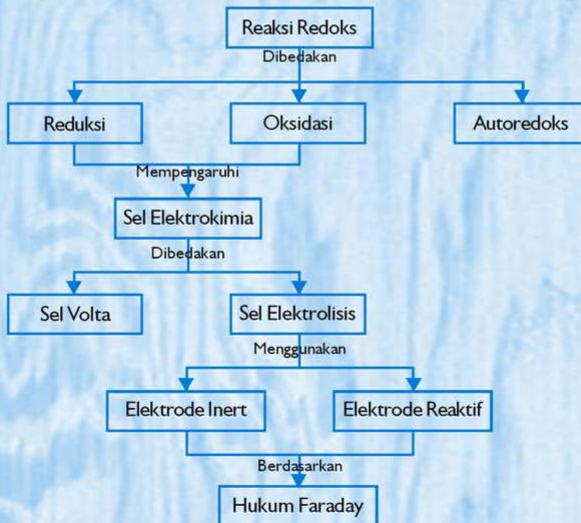 Reaksi Redoks
Dibedakan
Reduksi
Oksidasi
Autoredoks
Mempengaruhi
Sel Elektrokimia
Dibedakan
Sel Volta
Sel Elektrolisis
Menggunakan
Elektrode Inert
Elektrode Reaktif
Berdasarkan
Hukum Faraday